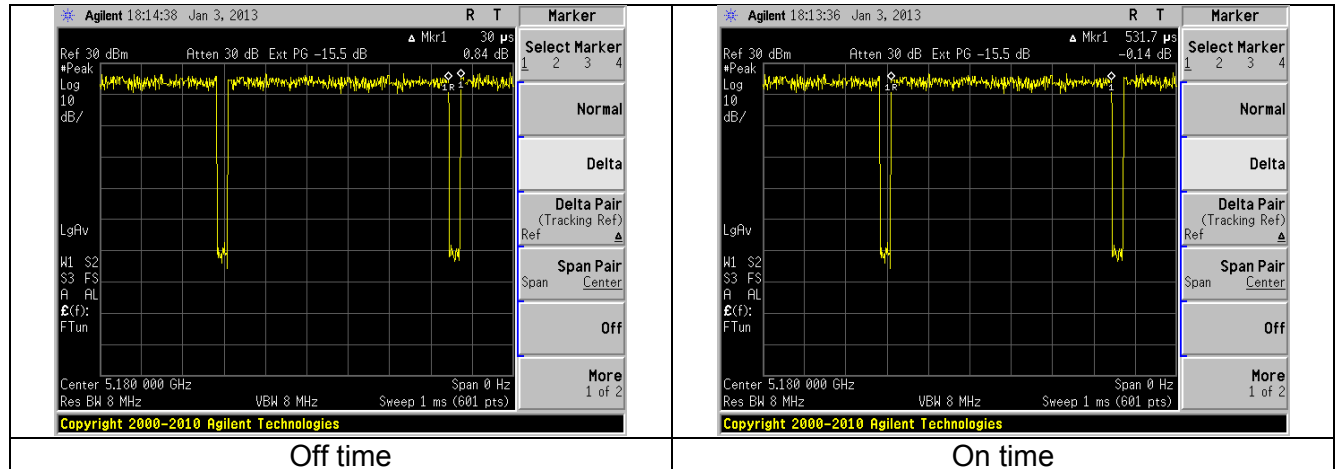 Agilent 18:14:38 Jan 3, 2013 R T Marker
Δ Mkr1 30 µs
Ref 30 dBm Atten 30 dB Ext PG -15.5 dB 0.84 dB
#Peak
Log
10
dB/
1R 1
LgAv
W1 S2
S3 FS
A AL
£(f):
FTun
Center 5.180 000 GHz Span 0 Hz
Res BW 8 MHz VBW 8 MHz Sweep 1 ms (601 pts)
Select Marker
1 2 3 4
Normal
Delta
Delta Pair
(Tracking Ref)
Ref Δ
Span Pair
Span Center
Off
More
1 of 2
Copyright 2000-2010 Agilent Technologies
Off time
Agilent 18:13:36 Jan 3, 2013 R T Marker
Δ Mkr1 531.7 µs
Ref 30 dBm Atten 30 dB Ext PG -15.5 dB -0.14 dB
#Peak
Log
10
dB/
1R 1
LgAv
W1 S2
S3 FS
A AL
£(f):
FTun
Center 5.180 000 GHz Span 0 Hz
Res BW 8 MHz VBW 8 MHz Sweep 1 ms (601 pts)
Select Marker
1 2 3 4
Normal
Delta
Delta Pair
(Tracking Ref)
Ref Δ
Span Pair
Span Center
Off
More
1 of 2
Copyright 2000-2010 Agilent Technologies
On time